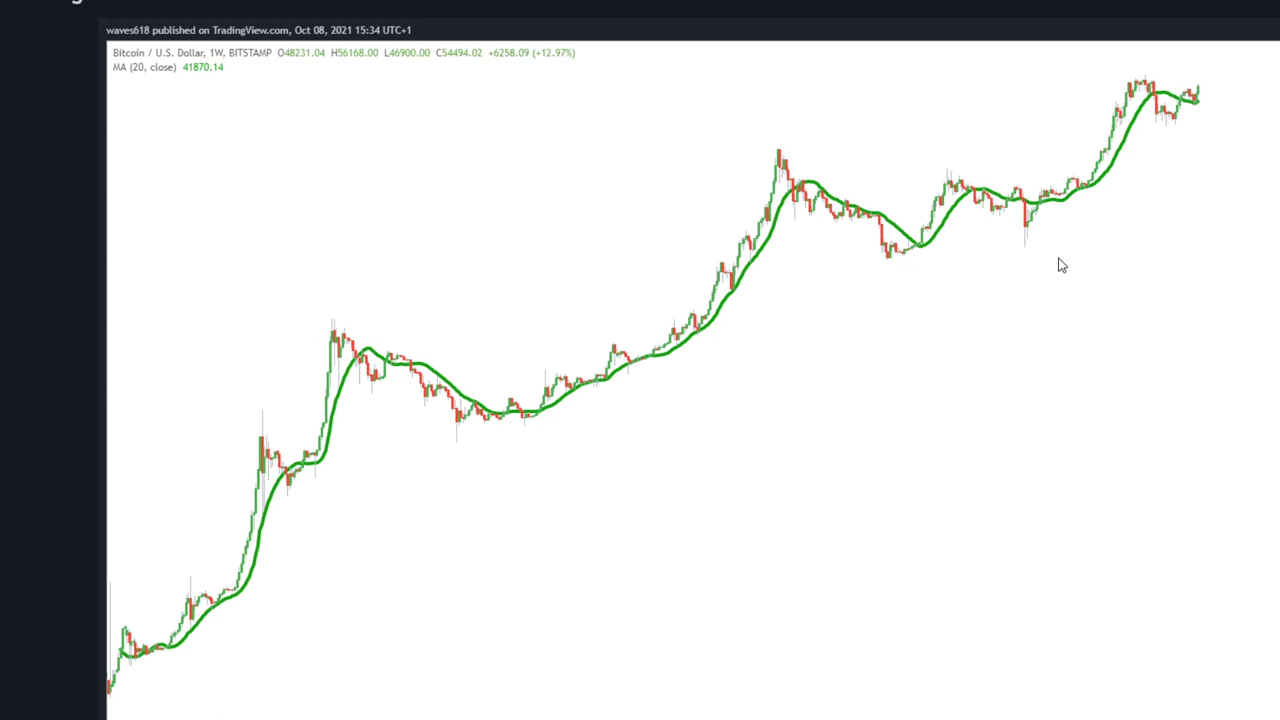 waves618 published on TradingView.com, Oct 08, 2021 15:34 UTC+1
Bitcoin / U.S. Dollar, 1W, BITSTAMP O48231.04 H56168.00 L46900.00 C54494.02 +6258.09 (+12.97%)
MA (20, close) 41870.14